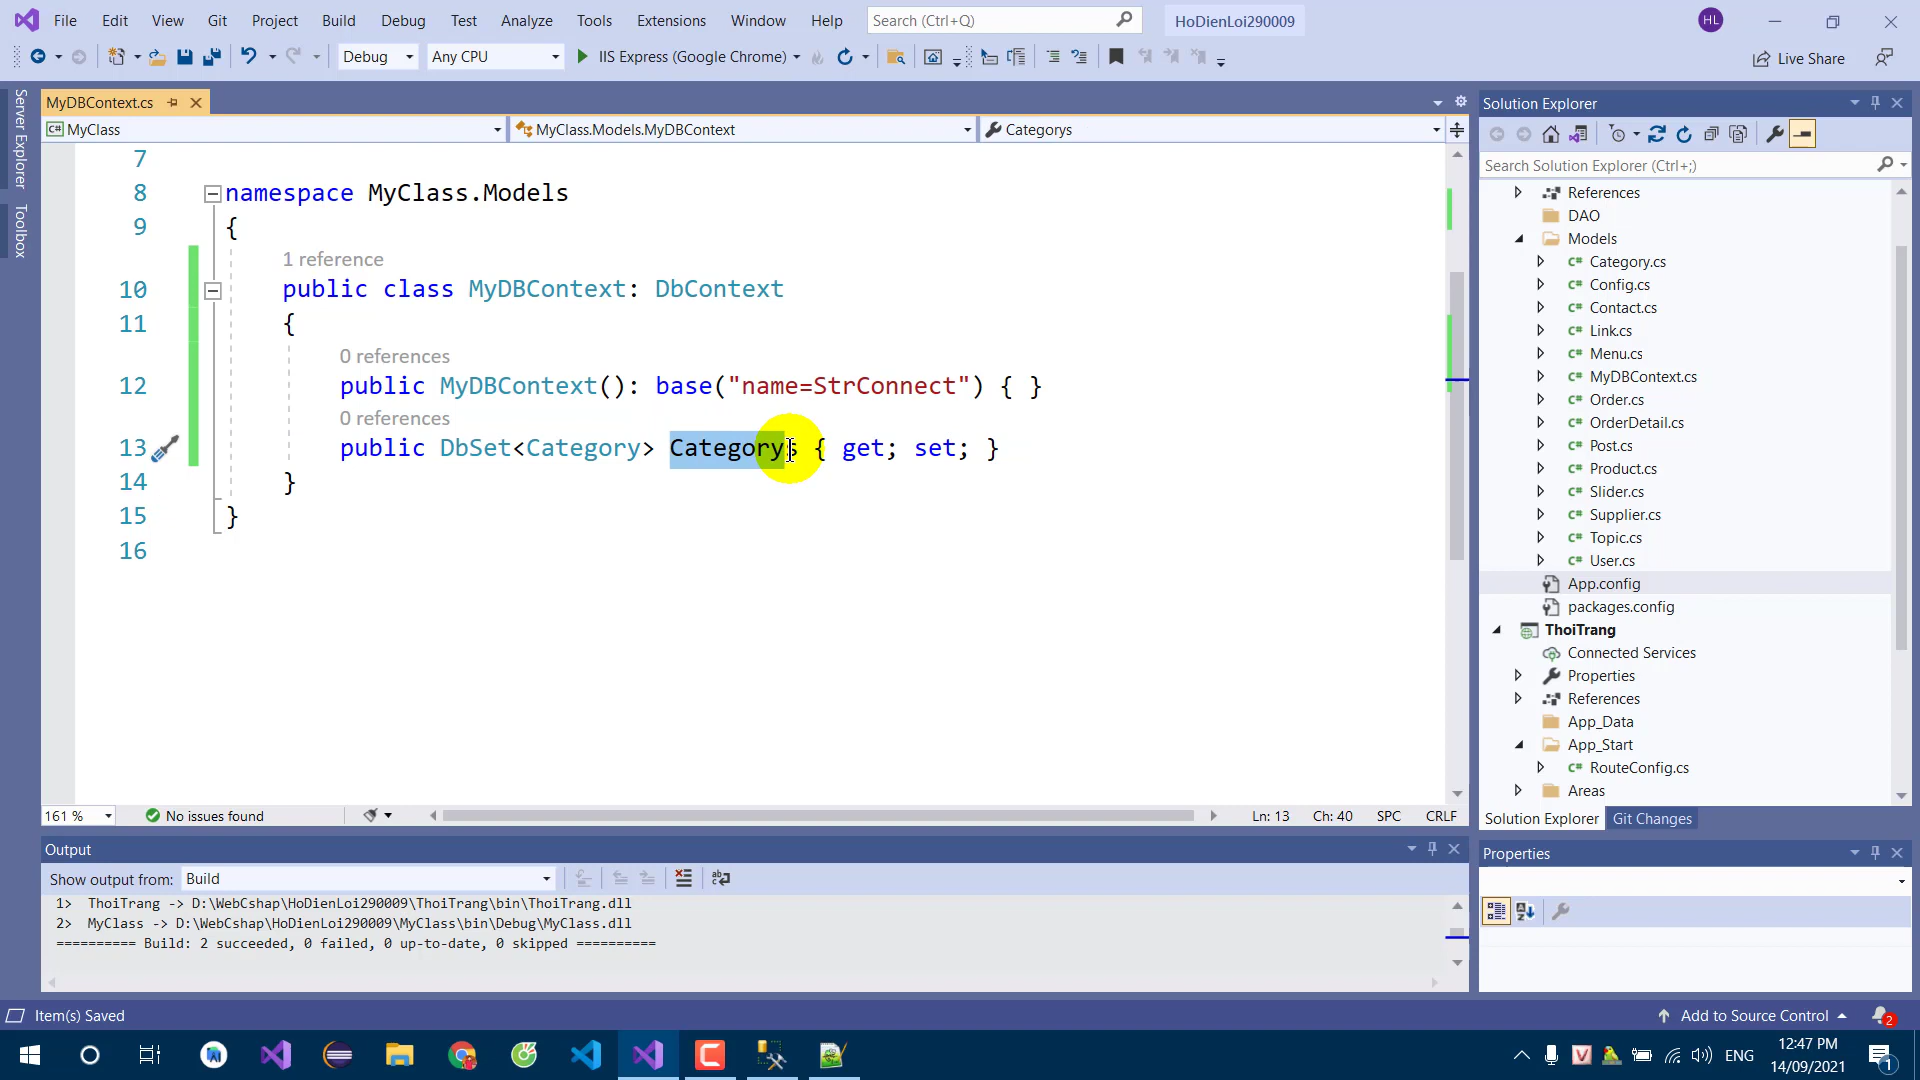 File Edit View Git Project Build Debug Test Analyze Tools Extensions Window Help Search (Ctrl+Q) HoDienLoi290009 HL
Debug Any CPU IIS Express (Google Chrome) Live Share
Server Explorer
Toolbox
MyDBContext.cs
MyClass MyClass.Models.MyDBContext Categorys
7
8 namespace MyClass.Models
9 {
1 reference
10 public class MyDBContext: DbContext
11 {
0 references
12 public MyDBContext(): base("name=StrConnect") { }
0 references
13 public DbSet<Category> Categorys { get; set; }
14 }
15 }
16
161 % No issues found Ln: 13 Ch: 40 SPC CRLF
Output
Show output from: Build
1> ThoiTrang -> D:\WebCshap\HoDienLoi290009\ThoiTrang\bin\ThoiTrang.dll
2> MyClass -> D:\WebCshap\HoDienLoi290009\MyClass\bin\Debug\MyClass.dll
========== Build: 2 succeeded, 0 failed, 0 up-to-date, 0 skipped ==========
Solution Explorer
Search Solution Explorer (Ctrl+;)
References
DAO
Models
C# Category.cs
C# Config.cs
C# Contact.cs
C# Link.cs
C# Menu.cs
C# MyDBContext.cs
C# Order.cs
C# OrderDetail.cs
C# Post.cs
C# Product.cs
C# Slider.cs
C# Supplier.cs
C# Topic.cs
C# User.cs
App.config
packages.config
ThoiTrang
Connected Services
Properties
References
App_Data
App_Start
C# RouteConfig.cs
Areas
Solution Explorer Git Changes
Properties
Item(s) Saved Add to Source Control 2
ENG 12:47 PM
14/09/2021 1